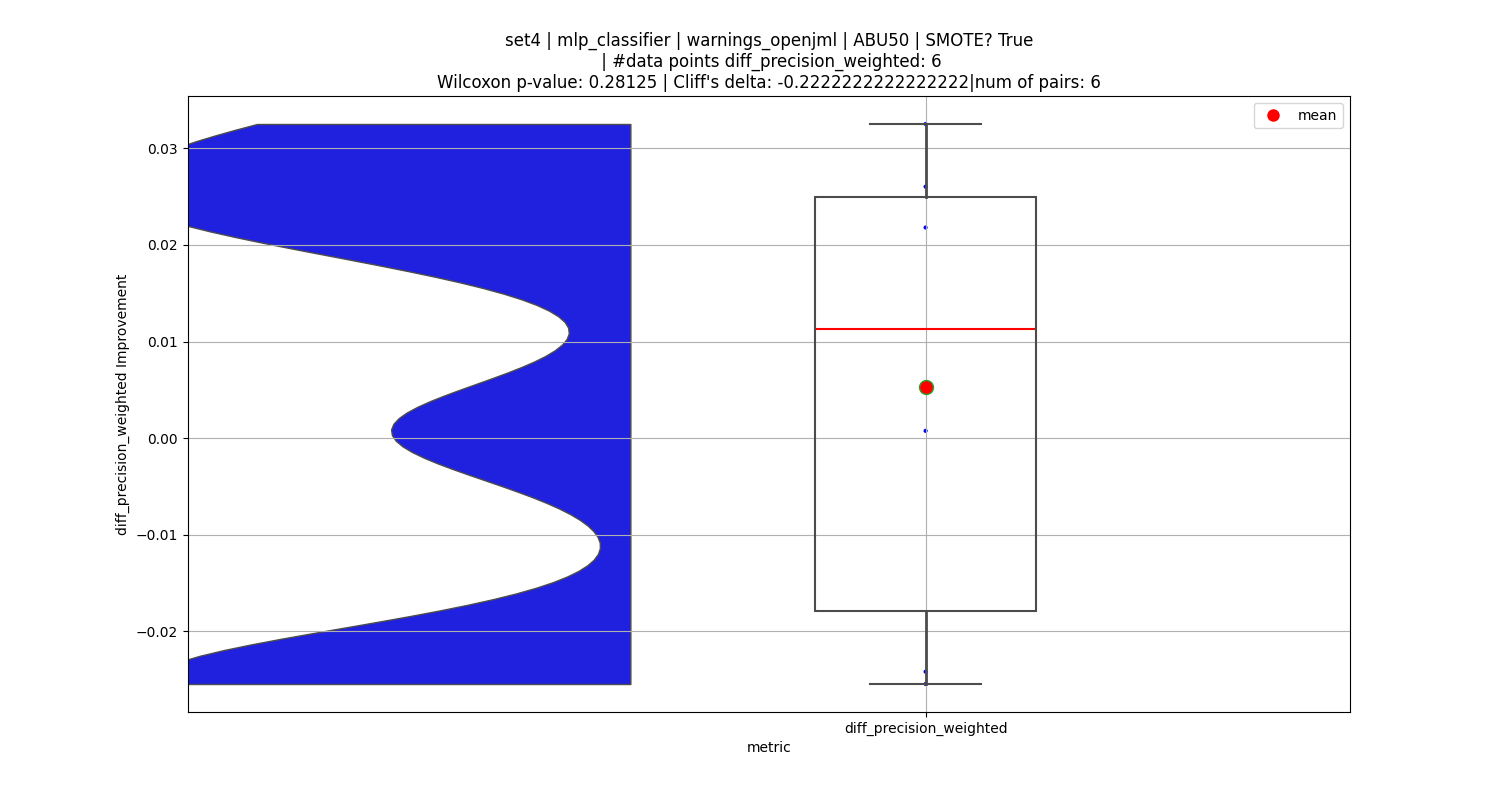 set4 | mlp_classifier | warnings_openjml | ABU50 | SMOTE? True
| #data points diff_precision_weighted: 6
Wilcoxon p-value: 0.28125 | Cliff's delta: -0.2222222222222222|num of pairs: 6
mean
0.03
0.02
0.01
0.00
−0.01
−0.02
diff_precision_weighted Improvement
diff_precision_weighted
metric